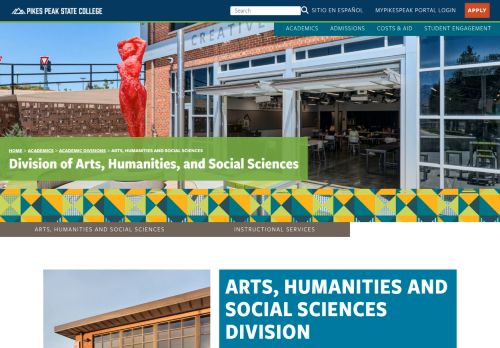 PIKES PEAK STATE COLLEGE
Search SITIO EN ESPAÑOL MYPIKESPEAK PORTAL LOGIN APPLY
ACADEMICS ADMISSIONS COSTS & AID STUDENT ENGAGEMENT
CREATIVE
HOME > ACADEMICS > ACADEMIC DIVISIONS > ARTS, HUMANITIES AND SOCIAL SCIENCES
Division of Arts, Humanities, and Social Sciences
ARTS, HUMANITIES AND SOCIAL SCIENCES INSTRUCTIONAL SERVICES
ARTS, HUMANITIES AND
SOCIAL SCIENCES
DIVISION